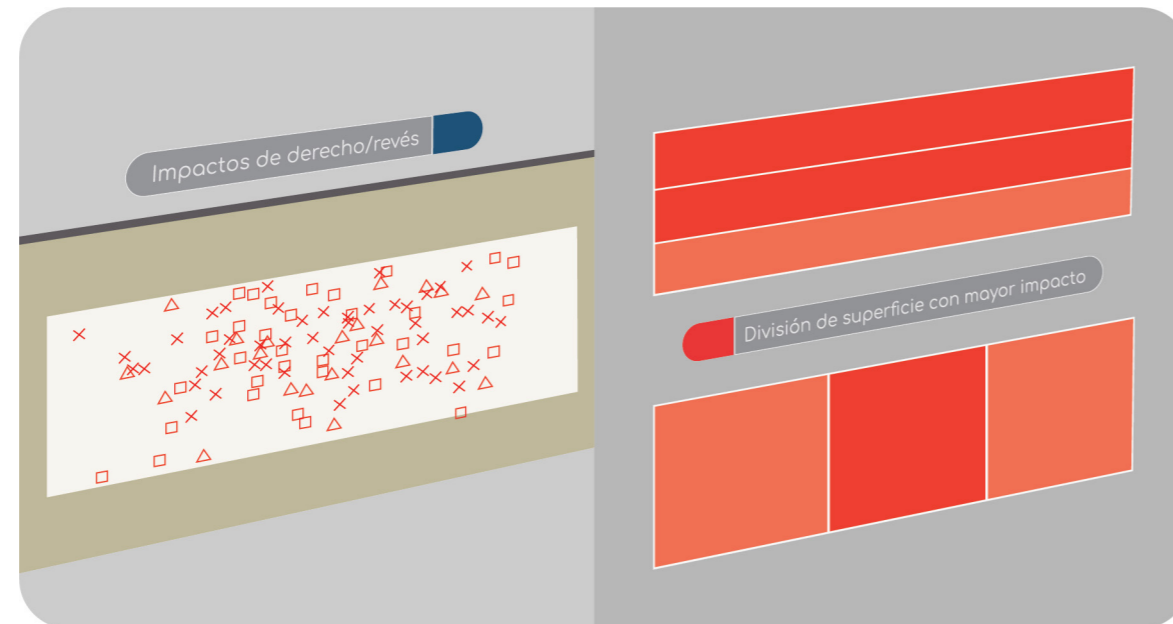 Impactos de derecho/revés
División de superficie con mayor impacto